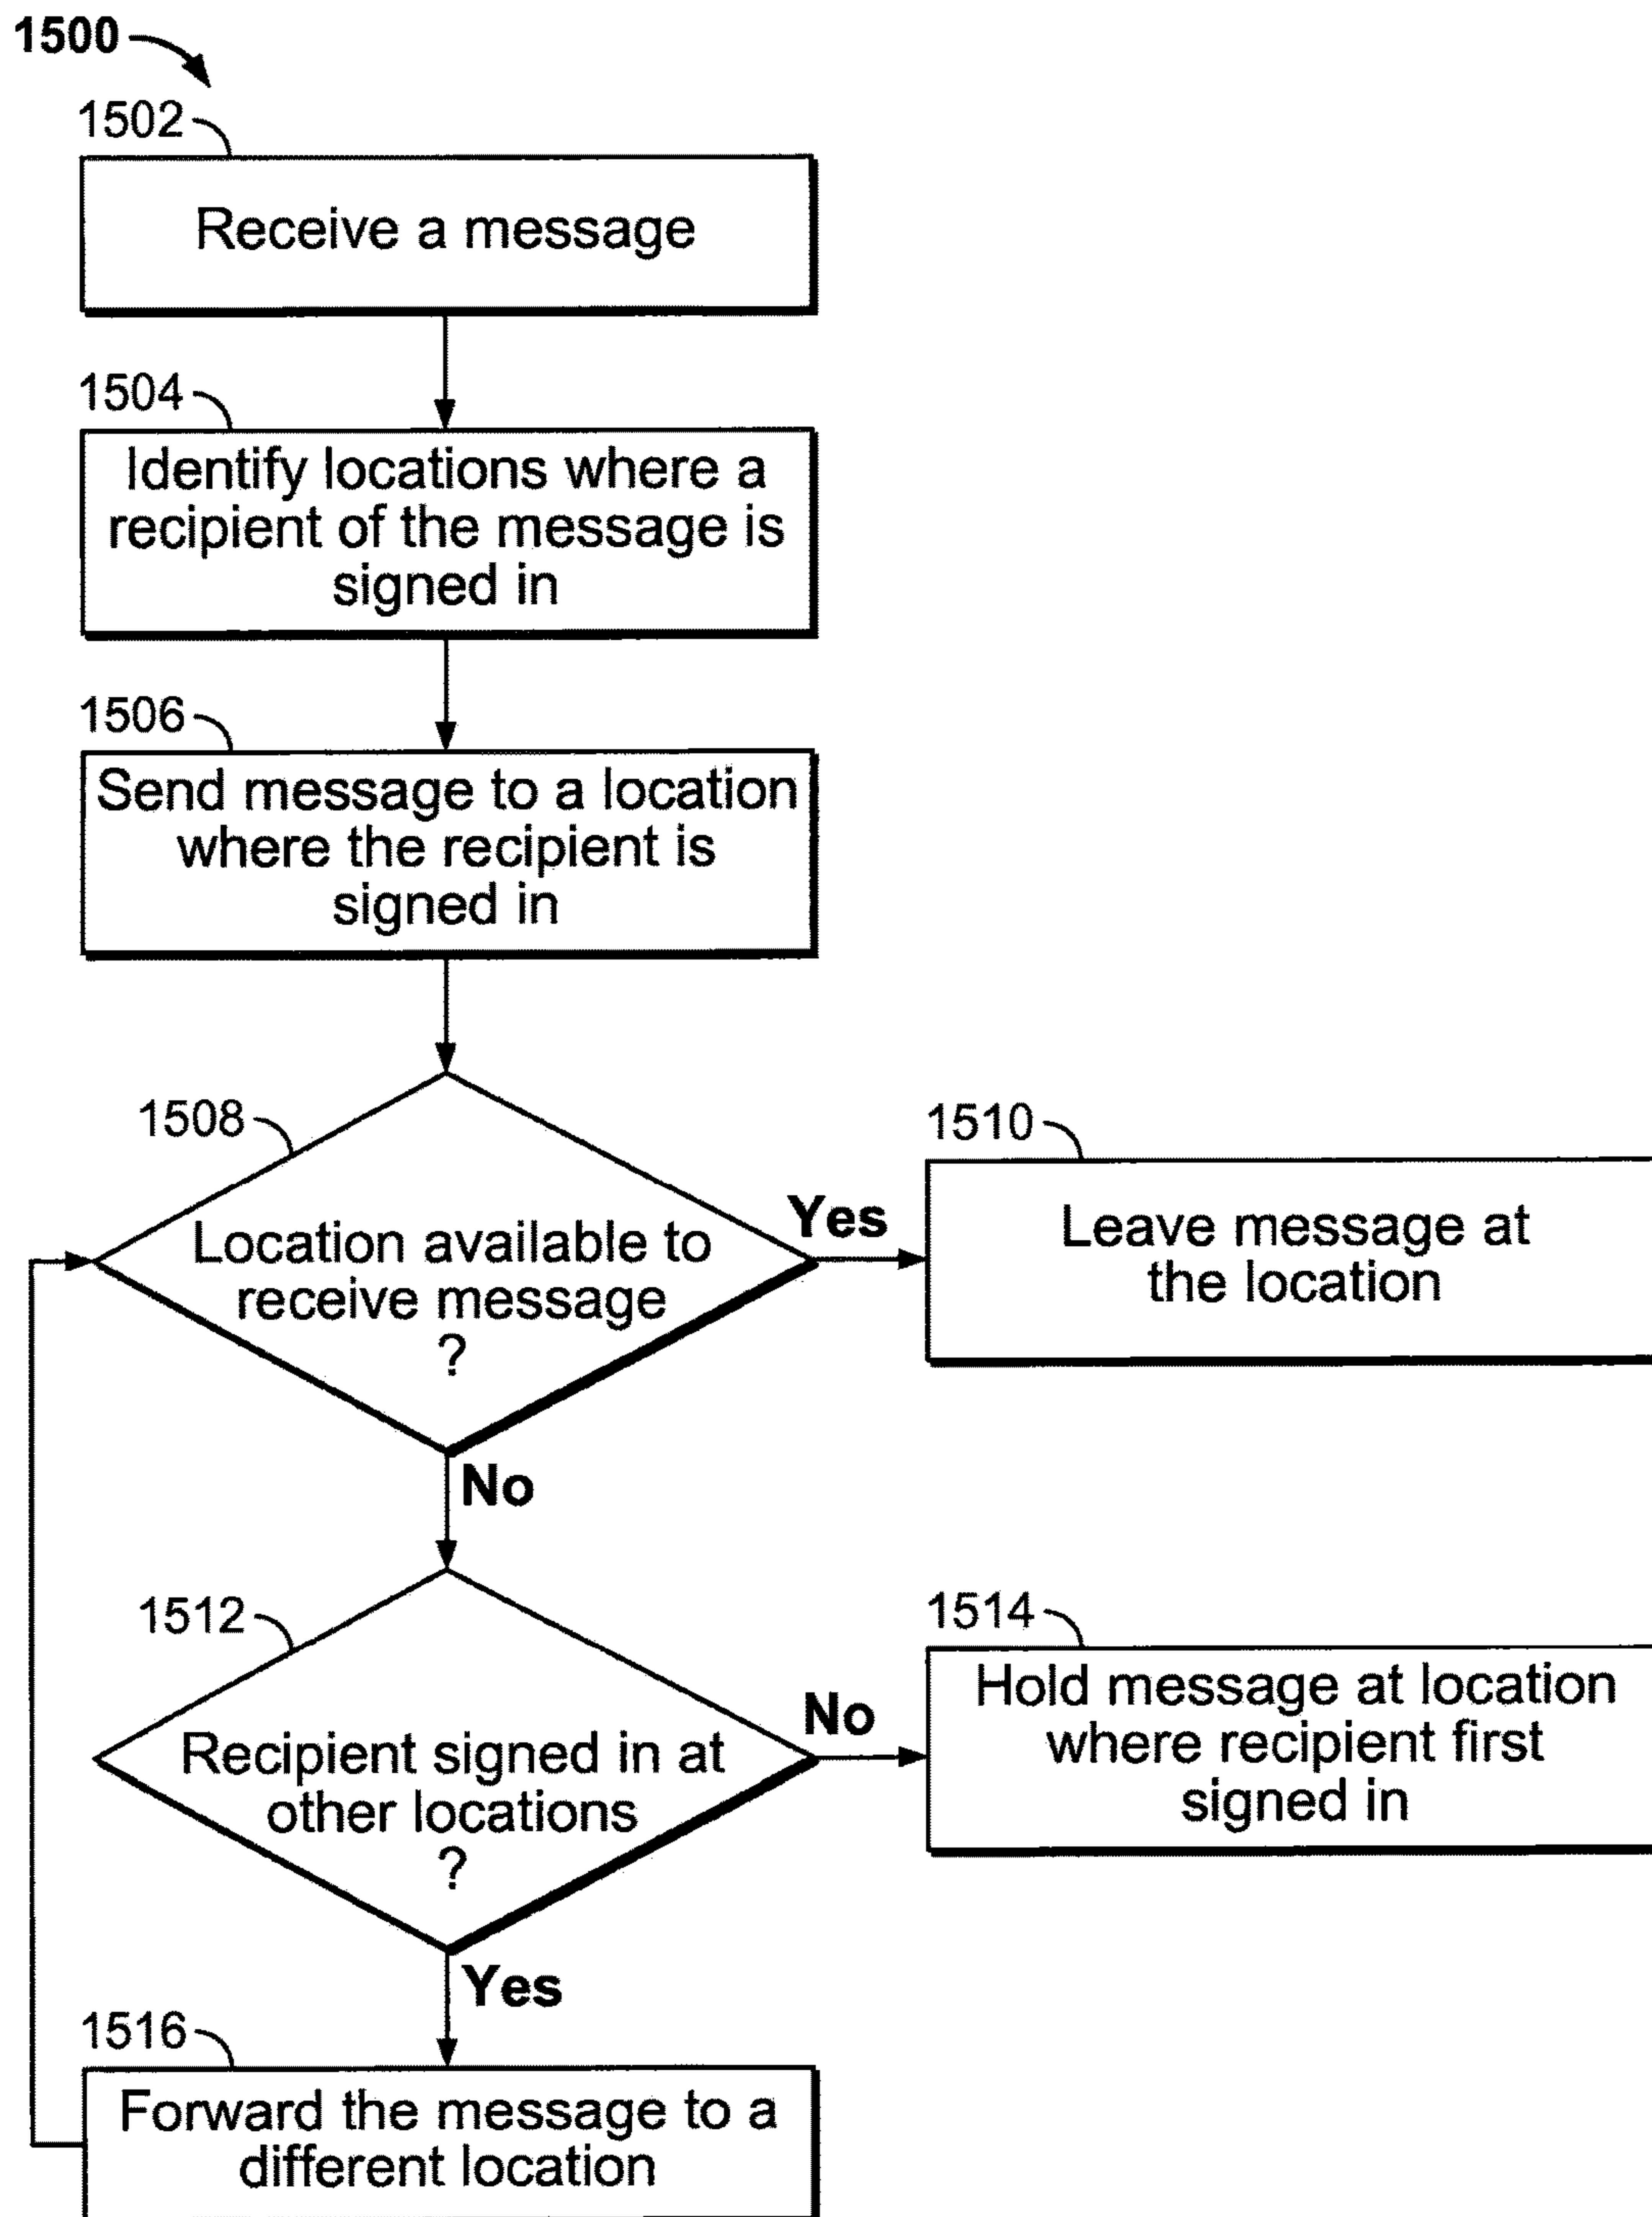 1500
1502
Receive a message
1504
Identify locations where a
recipient of the message is
signed in
1506
Send message to a location
where the recipient is
signed in
1508
Location available to
receive message
?
Yes
1510
Leave message at
the location
No
1512
Recipient signed in at
other locations
?
No
1514
Hold message at location
where recipient first
signed in
Yes
1516
Forward the message to a
different location